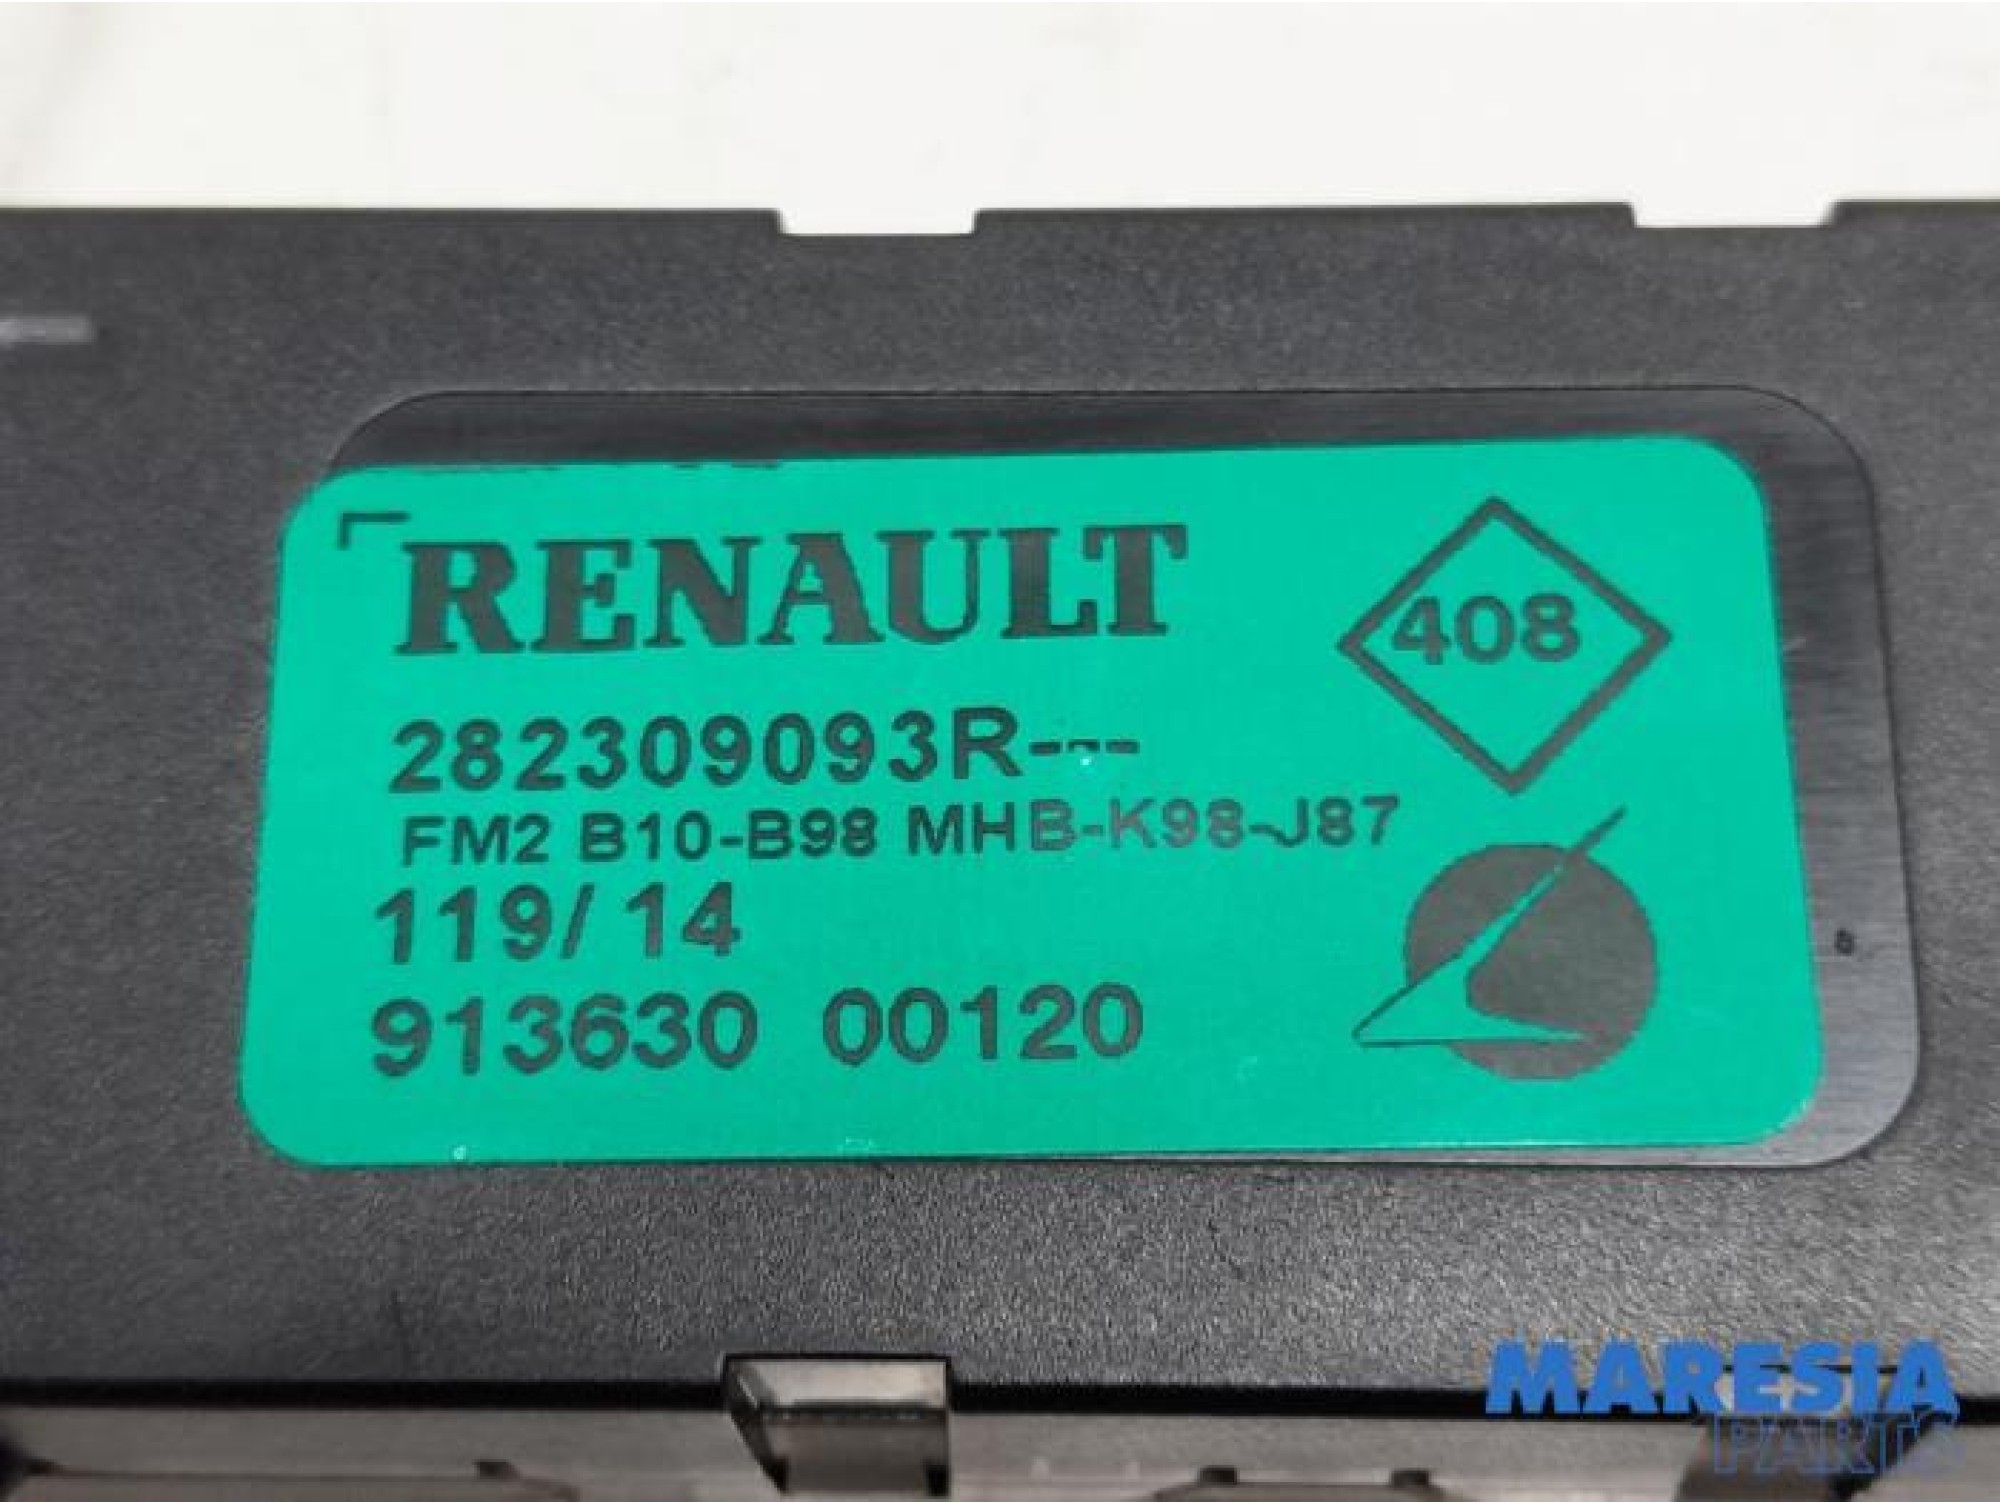 RENAULT
408
282309093R---
FM2 B10-B98 MHB-K98-J87
119/14
913630 00120
MARESIA
PARTS